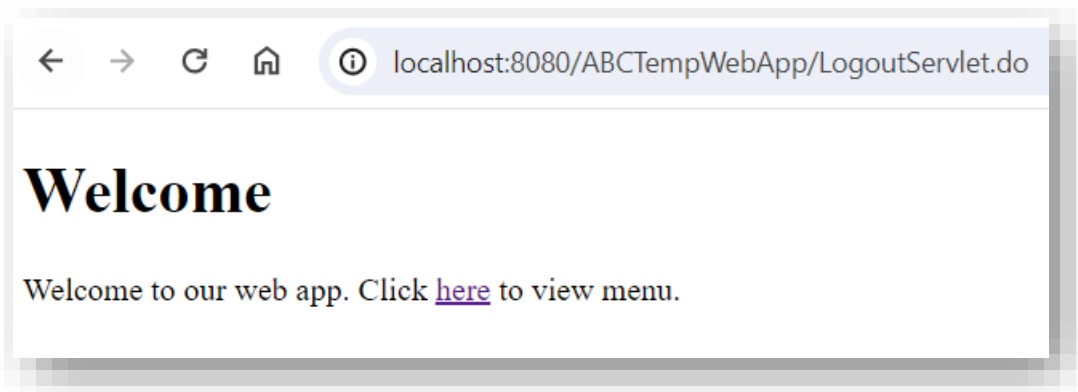 localhost:8080/ABCTempWebApp/LogoutServlet.do
Welcome
Welcome to our web app. Click here to view menu.